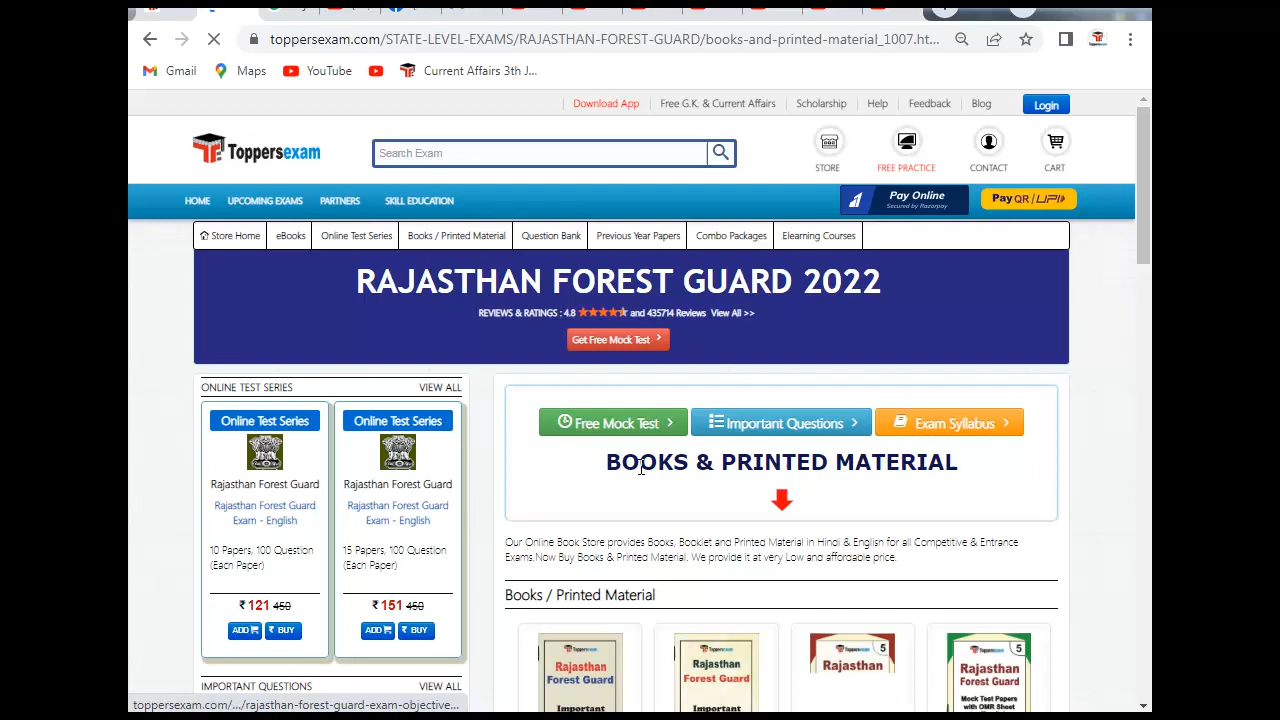 toppersexam.com/STATE-LEVEL-EXAMS/RAJASTHAN-FOREST-GUARD/books-and-printed-material_1007.ht...
Gmail Maps YouTube Current Affairs 3th J...
Download App Free G.K. & Current Affairs Scholarship Help Feedback Blog Login
Toppersexam Search Exam
STORE FREE PRACTICE CONTACT CART
HOME UPCOMING EXAMS PARTNERS SKILL EDUCATION
Pay Online
Secured by Razorpay
Pay QR / UPI
Store Home eBooks Online Test Series Books / Printed Material Question Bank Previous Year Papers Combo Packages Elearning Courses
RAJASTHAN FOREST GUARD 2022
REVIEWS & RATINGS : 4.8 and 435714 Reviews View All >>
Get Free Mock Test
ONLINE TEST SERIES VIEW ALL
Online Test Series
Rajasthan Forest Guard
Rajasthan Forest Guard
Exam - English
10 Papers, 100 Question
(Each Paper)
₹ 121 450
ADD ₹ BUY
Online Test Series
Rajasthan Forest Guard
Rajasthan Forest Guard
Exam - English
15 Papers, 100 Question
(Each Paper)
₹ 151 450
ADD ₹ BUY
IMPORTANT QUESTIONS VIEW ALL
Free Mock Test Important Questions Exam Syllabus
BOOKS & PRINTED MATERIAL
Our Online Book Store provides Books, Booklet and Printed Material in Hindi & English for all Competitive & Entrance
Exams.Now Buy Books & Printed Material. We provide it at very Low and affordable price.
Books / Printed Material
Toppersexam
Rajasthan
Forest Guard
Important
Toppersexam
Rajasthan
Forest Guard
Important
Toppersexam 5
Rajasthan
Toppersexam 5
Rajasthan
Forest Guard
Mock Test Papers
with OMR Sheet
toppersexam.com/.../rajasthan-forest-guard-exam-objective...